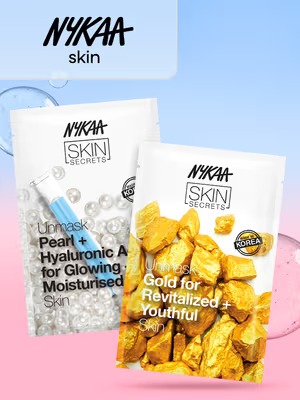 NYKAA
skin
NYKAA
SKIN
SECRETS
Unmask
Pearl +
Hyaluronic A
for Glowing +
Moisturised
Skin
NYKAA
SKIN
SECRETS
KOREA
Unmask
Gold for
Revitalized +
Youthful
Skin